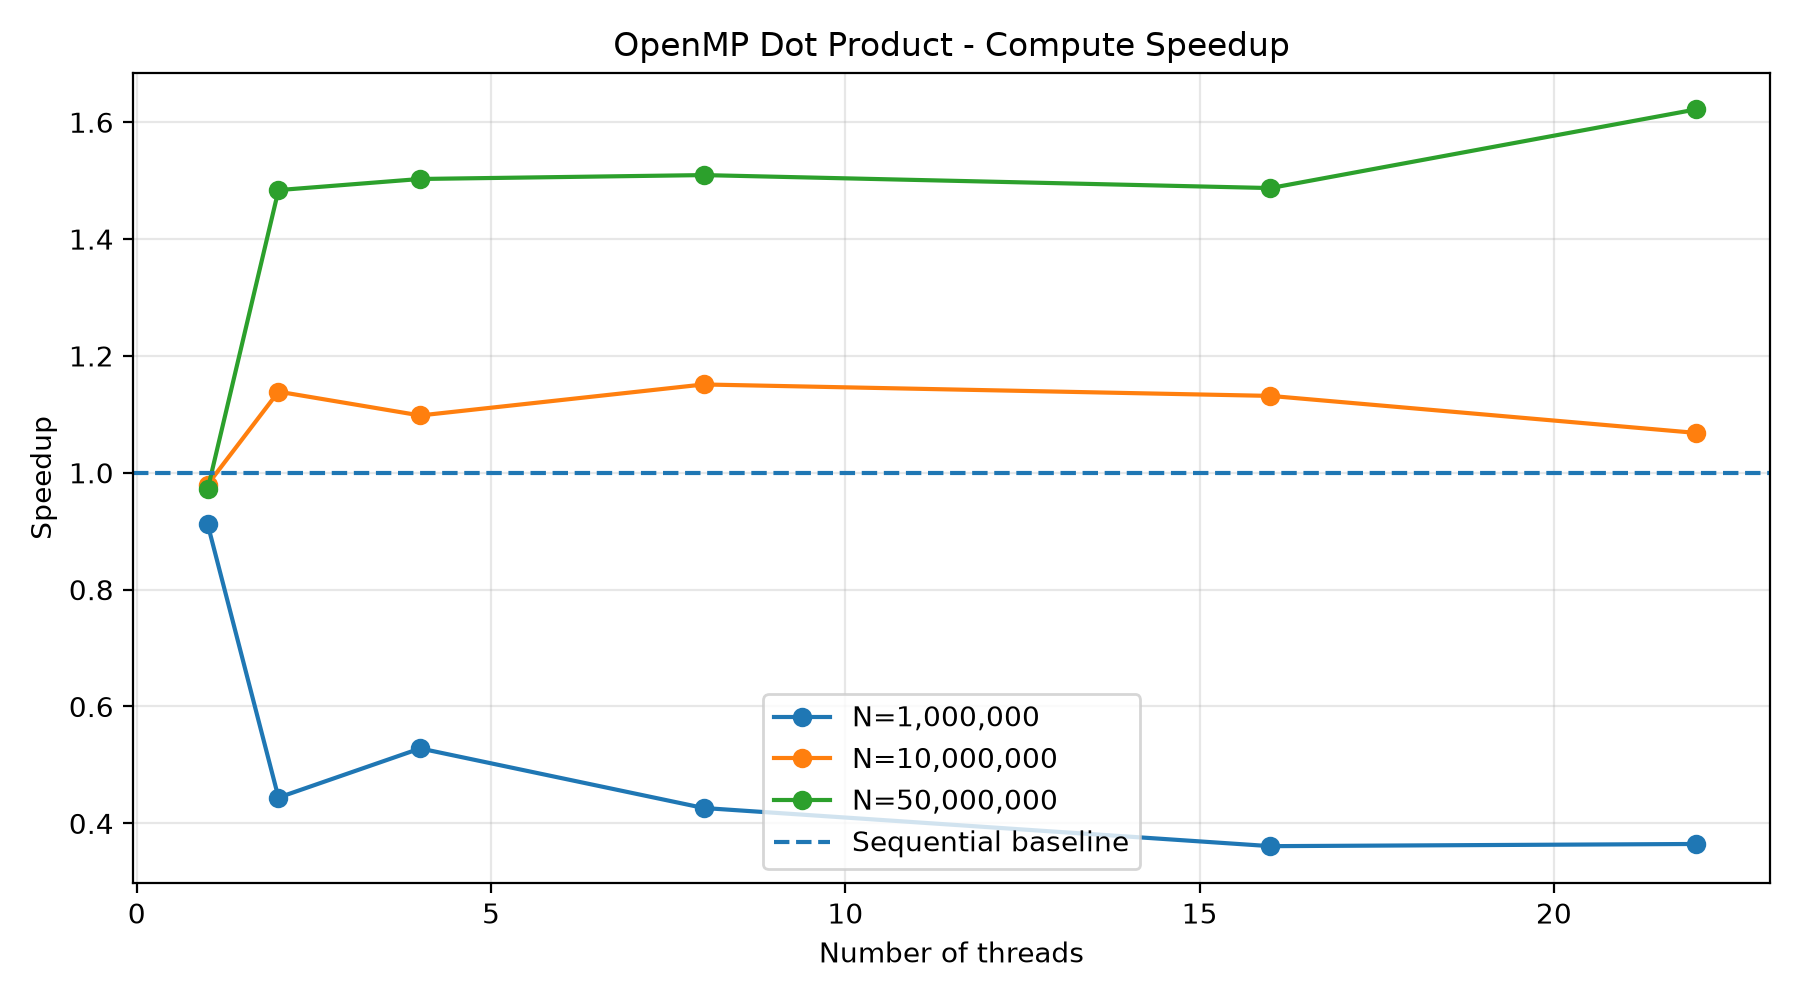 OpenMP Dot Product - Compute Speedup
1.6
1.4
1.2
1.0
0.8
0.6
0.4
Speedup
N=1,000,000
N=10,000,000
N=50,000,000
Sequential baseline
0 5 10 15 20
Number of threads